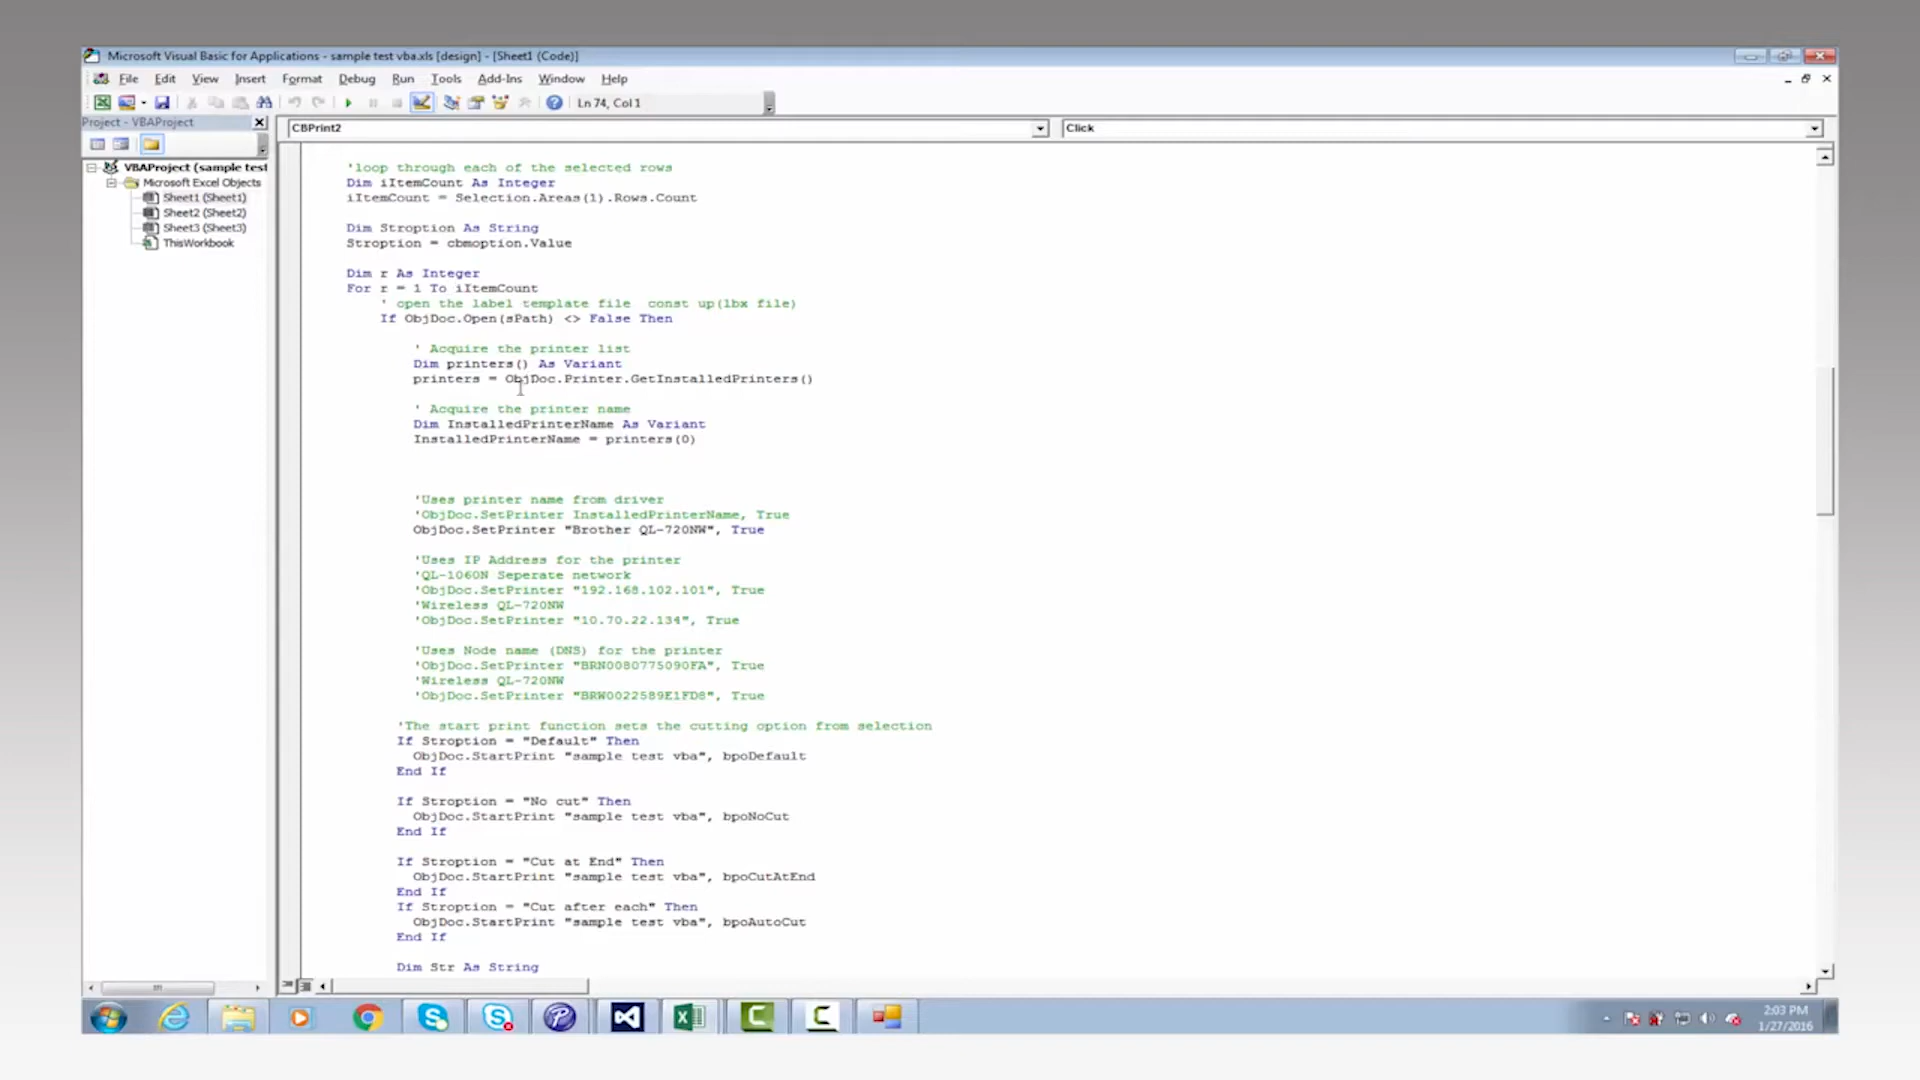 Microsoft Visual Basic for Applications - sample test vba.xls [design] - [Sheet1 (Code)]
File Edit View Insert Format Debug Run Tools Add-Ins Window Help
Ln 74, Col 1
Project - VBAProject
CBPrint2
Click
VBAProject (sample test
Microsoft Excel Objects
Sheet1 (Sheet1)
Sheet2 (Sheet2)
Sheet3 (Sheet3)
ThisWorkbook
'loop through each of the selected rows
Dim iItemCount As Integer
iItemCount = Selection.Areas(1).Rows.Count
Dim Stroption As String
Stroption = cbmoption.Value
Dim r As Integer
For r = 1 To iItemCount
' open the label template file  const up(lbx file)
If ObjDoc.Open(sPath) <> False Then
' Acquire the printer list
Dim printers() As Variant
printers = ObjDoc.Printer.GetInstalledPrinters()
' Acquire the printer name
Dim InstalledPrinterName As Variant
InstalledPrinterName = printers(0)
'Uses printer name from driver
'ObjDoc.SetPrinter InstalledPrinterName, True
ObjDoc.SetPrinter "Brother QL-720NW", True
'Uses IP Address for the printer
'QL-1060N Seperate network
'ObjDoc.SetPrinter "192.168.102.101", True
'Wireless QL-720NW
'ObjDoc.SetPrinter "10.70.22.134", True
'Uses Node name (DNS) for the printer
'ObjDoc.SetPrinter "BRN0080775090FA", True
'Wireless QL-720NW
'ObjDoc.SetPrinter "BRW0022589E1FD8", True
'The start print function sets the cutting option from selection
If Stroption = "Default" Then
ObjDoc.StartPrint "sample test vba", bpoDefault
End If
If Stroption = "No cut" Then
ObjDoc.StartPrint "sample test vba", bpoNoCut
End If
If Stroption = "Cut at End" Then
ObjDoc.StartPrint "sample test vba", bpoCutAtEnd
End If
If Stroption = "Cut after each" Then
ObjDoc.StartPrint "sample test vba", bpoAutoCut
End If
Dim Str As String
2:03 PM
1/27/2016